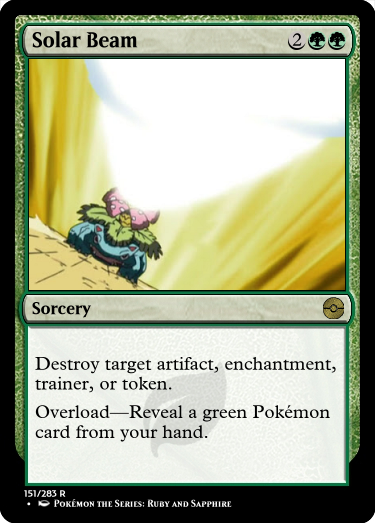 Solar Beam
2
Sorcery
Destroy target artifact, enchantment,
trainer, or token.
Overload—Reveal a green Pokémon
card from your hand.
151/283 R
• Pokémon the Series: Ruby and Sapphire